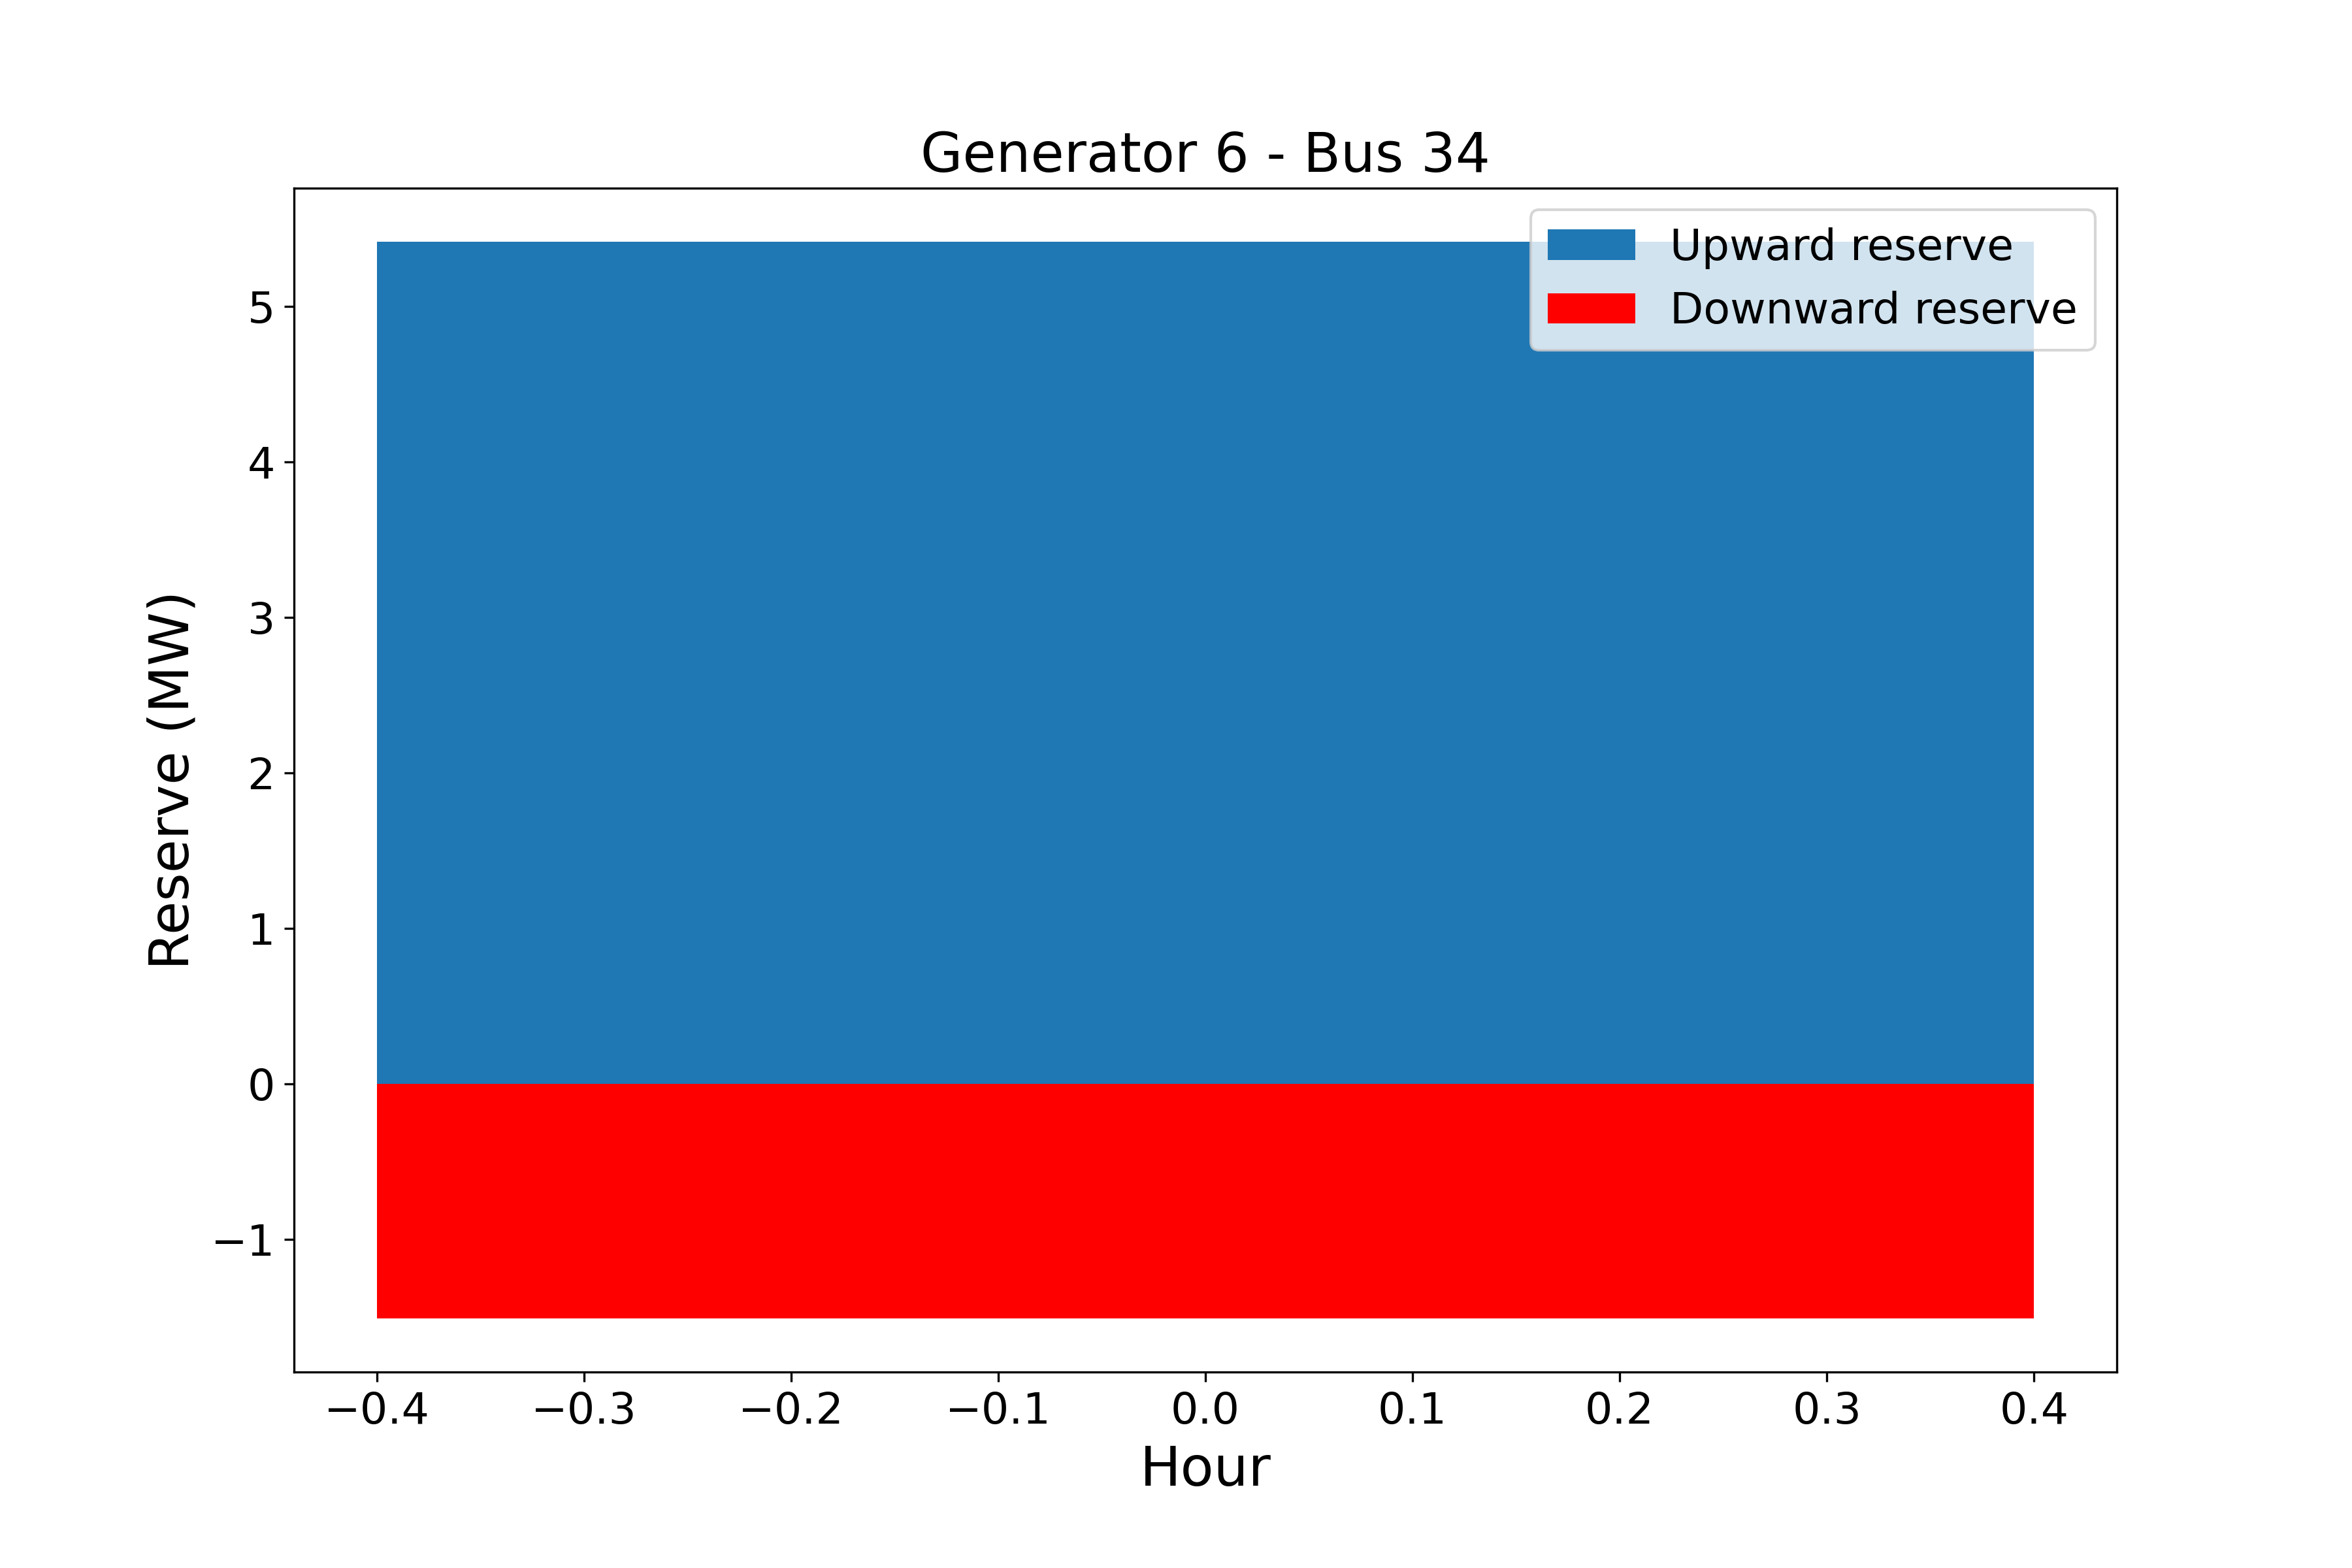 Generator 6 - Bus 34
Upward reserve
Downward reserve
Reserve (MW)
5
4
3
2
1
0
−1
−0.4 −0.3 −0.2 −0.1 0.0 0.1 0.2 0.3 0.4
Hour